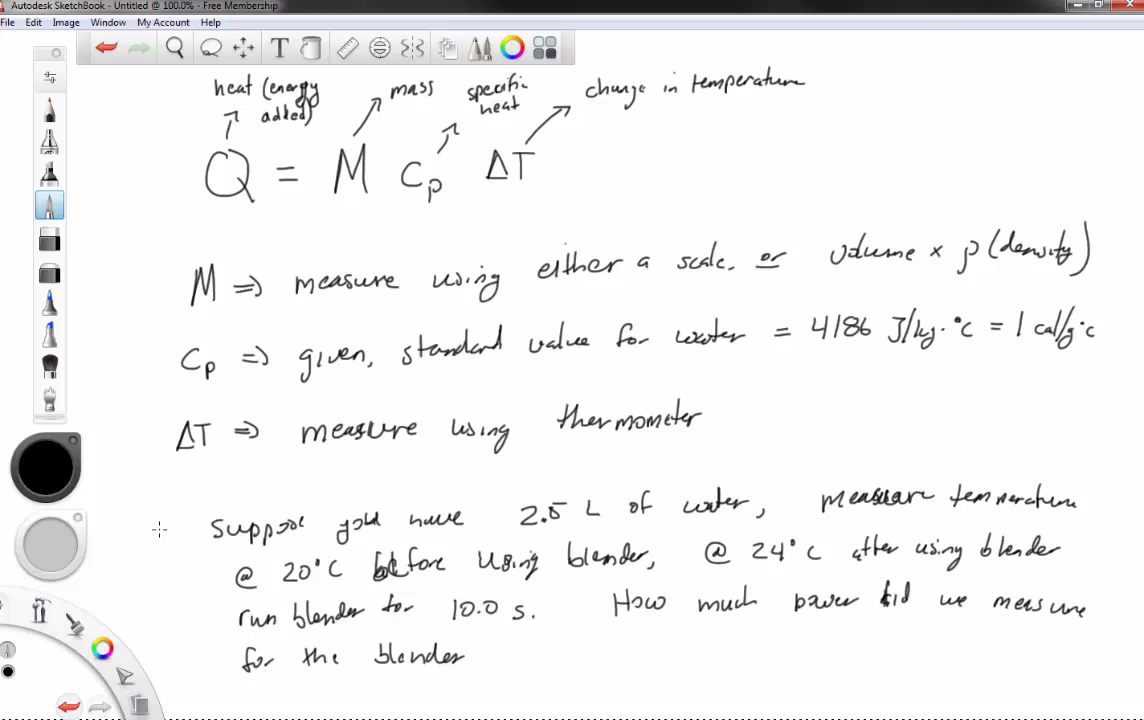 Autodesk SketchBook - Untitled @ 100.0% - Free Membership
File Edit Image Window My Account Help
heat (energy added) mass specific heat change in temperature
Q = M Cp ΔT
M => measure using either a scale or volume × ρ (density)
Cp => given, standard value for water = 4186 J/kg·°C = 1 cal/g°C
ΔT => measure using thermometer
Suppose you have 2.5 L of water, measure temperature
@ 20°C before using blender, @ 24°C after using blender
run blender for 10.0 s. How much power did we measure
for the blender